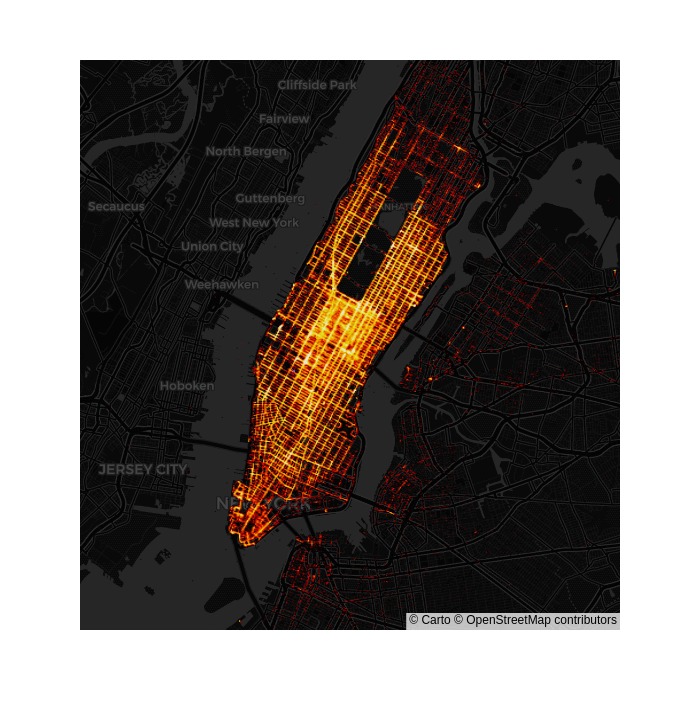 Cliffside Park
Fairview
North Bergen
Guttenberg
Secaucus
West New York
Union City
Weehawken
Hoboken
JERSEY CITY
NEW YORK
© Carto © OpenStreetMap contributors